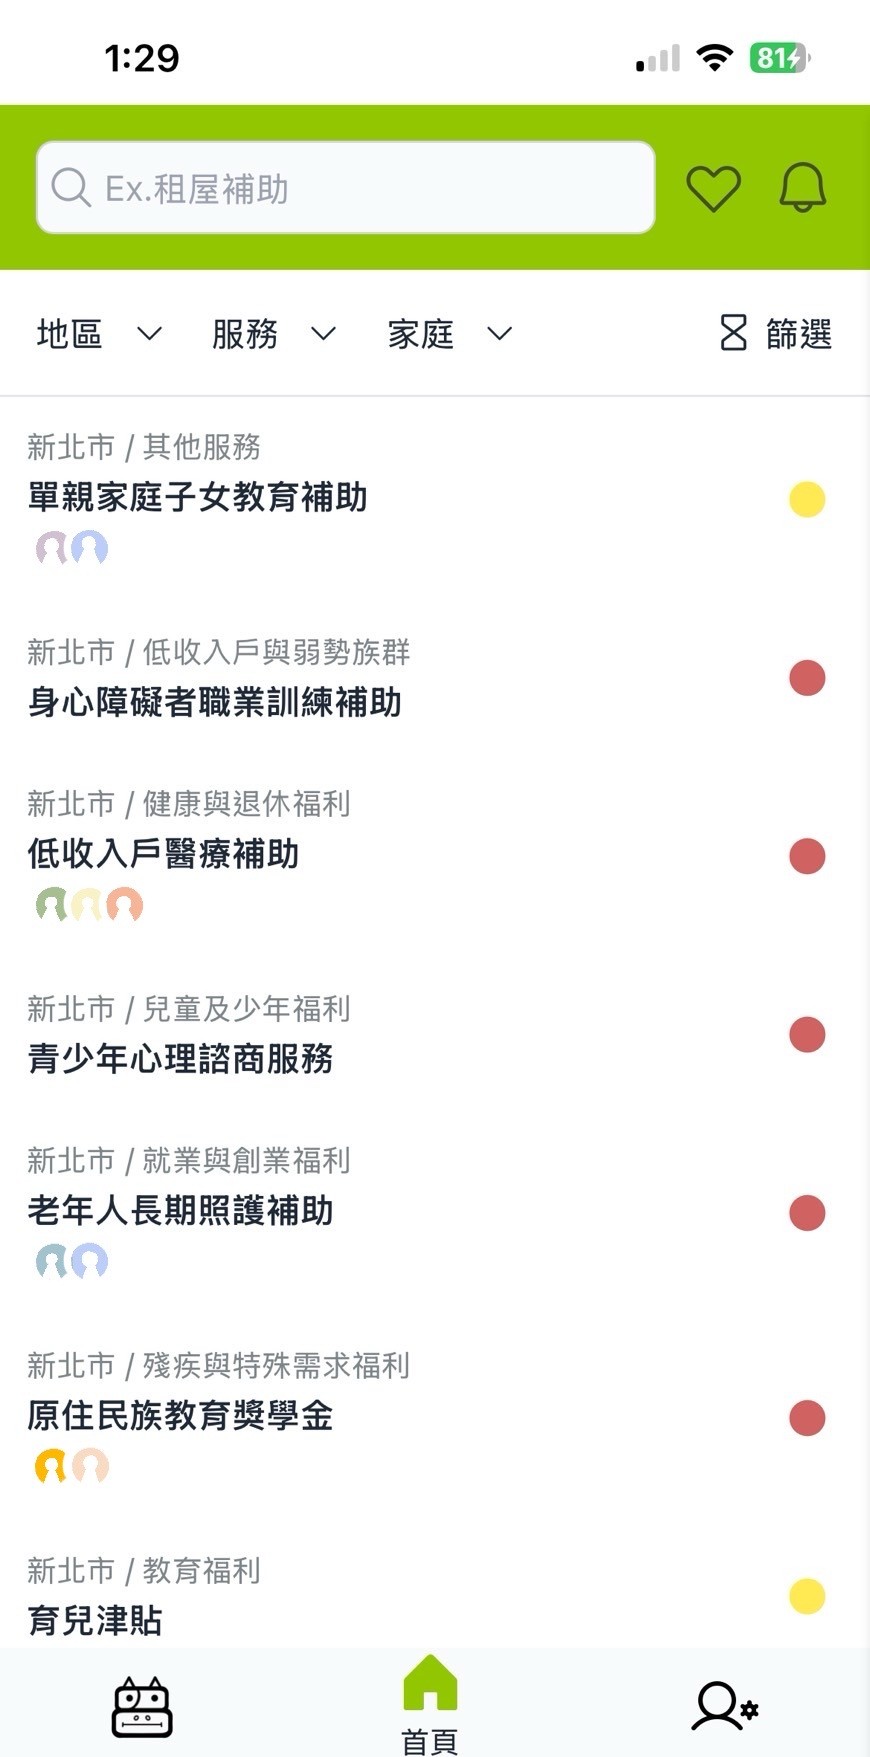 1:29
81
Ex.租屋補助
地區 服務 家庭 篩選
新北市 / 其他服務
單親家庭子女教育補助
新北市 / 低收入戶與弱勢族群
身心障礙者職業訓練補助
新北市 / 健康與退休福利
低收入戶醫療補助
新北市 / 兒童及少年福利
青少年心理諮商服務
新北市 / 就業與創業福利
老年人長期照護補助
新北市 / 殘疾與特殊需求福利
原住民族教育獎學金
新北市 / 教育福利
育兒津貼
首頁